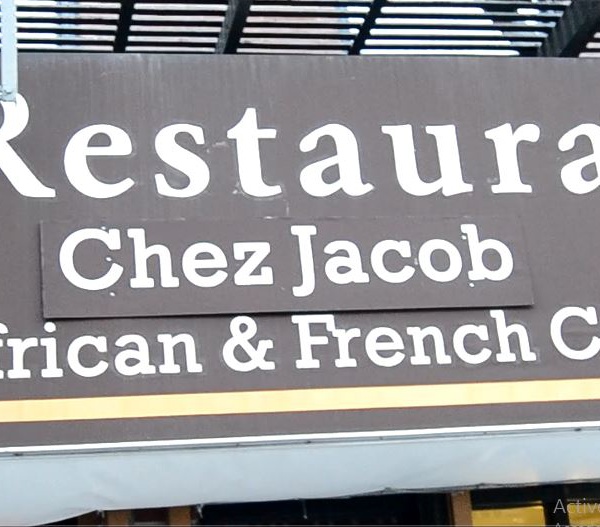 Restaura
Chez Jacob
frican & French C